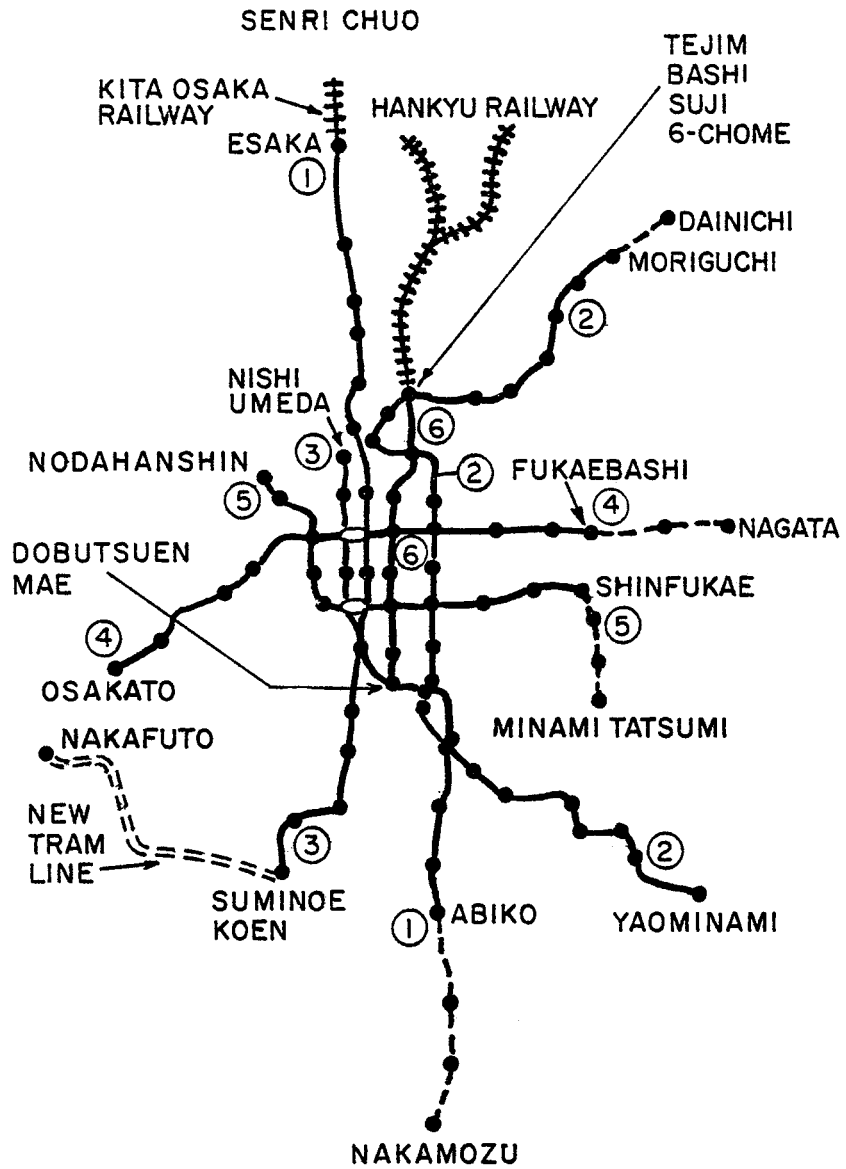 SENRI CHUO
TEJIM
BASHI
SUJI
6-CHOME
KITA OSAKA
RAILWAY
HANKYU RAILWAY
ESAKA
1
DAINICHI
MORIGUCHI
2
NISHI
UMEDA
3
6
NODAHANSHIN
5
2
FUKAEBASHI
4
NAGATA
DOBUTSUEN
MAE
6
SHINFUKAE
5
4
OSAKATO
MINAMI TATSUMI
NAKAFUTO
NEW
TRAM
LINE
3
SUMINOE
KOEN
2
1
ABIKO
YAOMINAMI
NAKAMOZU